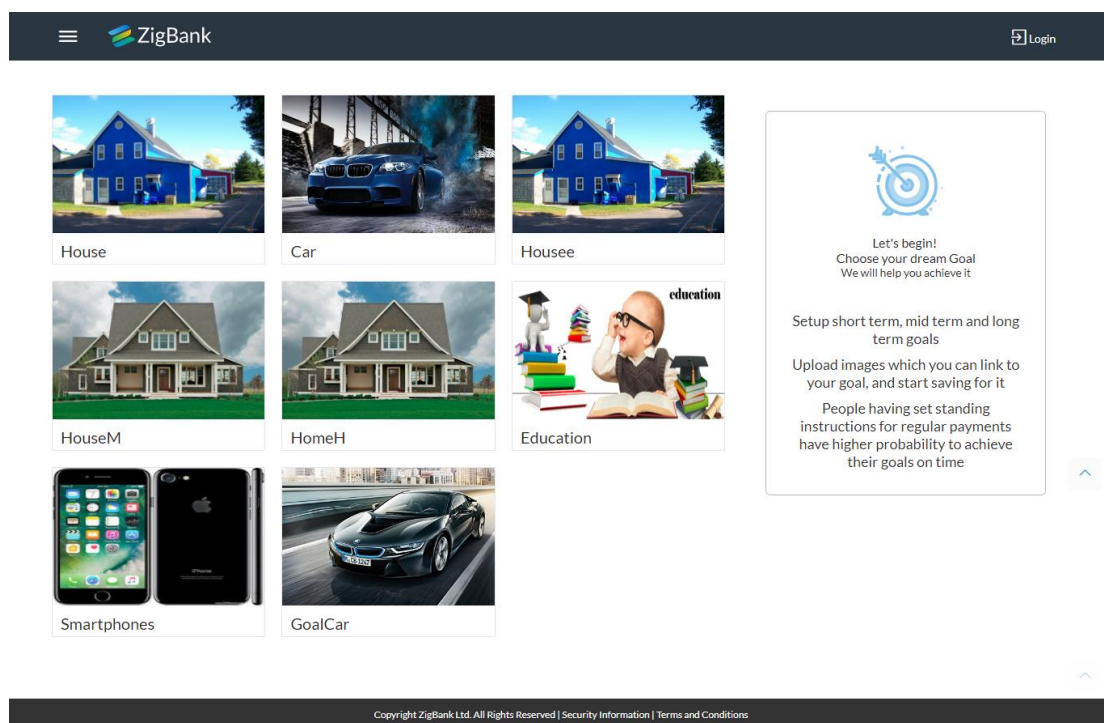 ZigBank
Login
House
Car
Housee
HouseM
HomeH
education
Education
Smartphones
GoalCar
Let's begin!
Choose your dream Goal
We will help you achieve it
Setup short term, mid term and long
term goals
Upload images which you can link to
your goal, and start saving for it
People having set standing
instructions for regular payments
have higher probability to achieve
their goals on time
Copyright ZigBank Ltd. All Rights Reserved | Security Information | Terms and Conditions